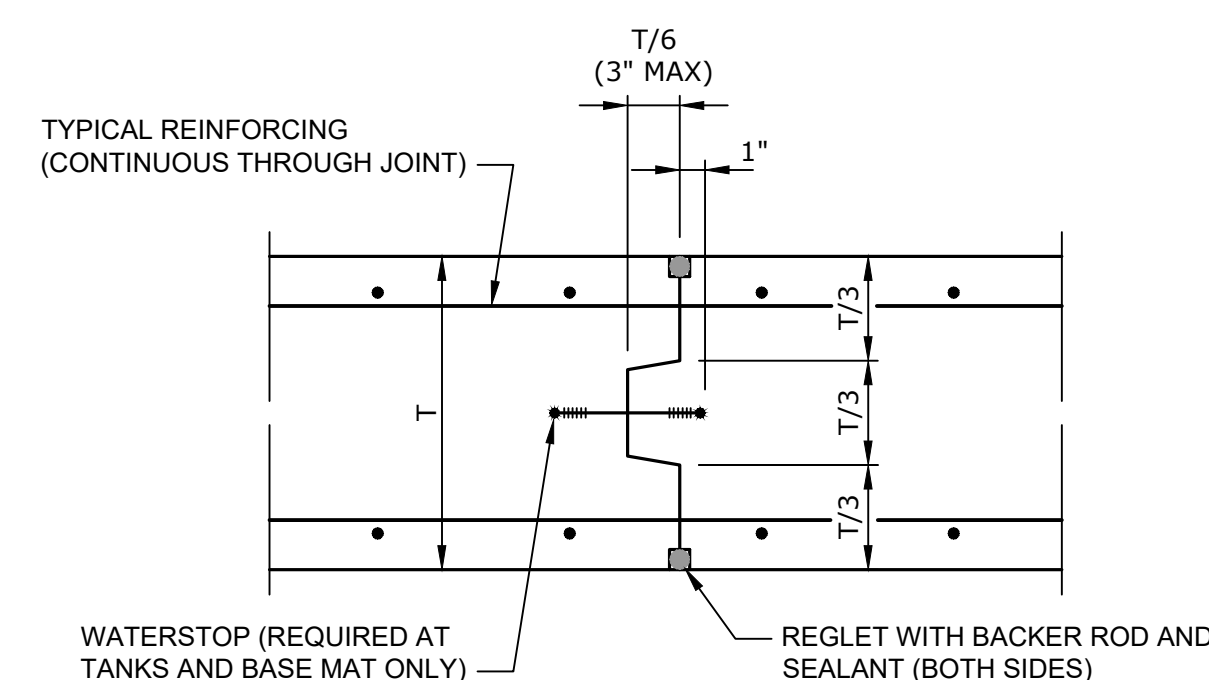 T/6
(3" MAX)
TYPICAL REINFORCING
(CONTINUOUS THROUGH JOINT)
1"
T/3
T
T/3
T/3
WATERSTOP (REQUIRED AT
TANKS AND BASE MAT ONLY)
REGLET WITH BACKER ROD AND
SEALANT (BOTH SIDES)